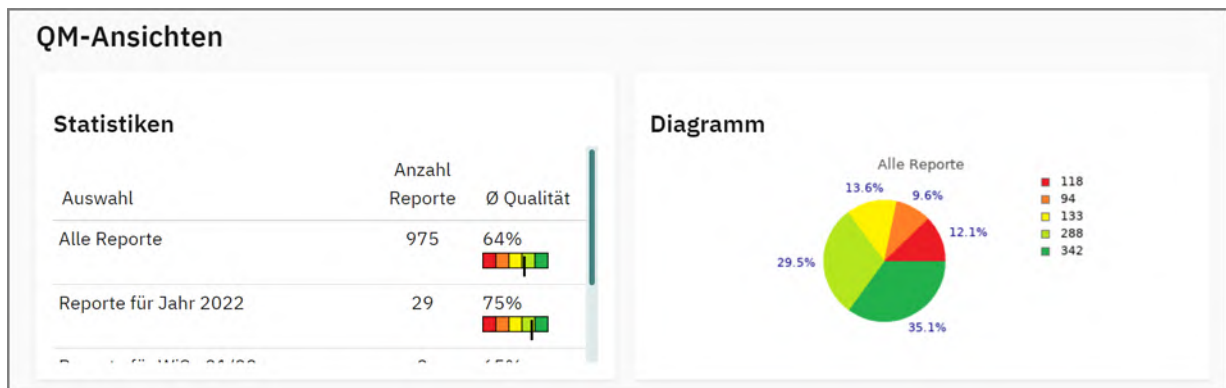 QM-Ansichten
Statistiken
Auswahl
Anzahl
Reporte
Ø Qualität
Alle Reporte 975 64%
Reporte für Jahr 2022 29 75%
Diagramm
Alle Reporte
13.6%
9.6%
12.1%
29.5%
35.1%
118
94
133
288
342